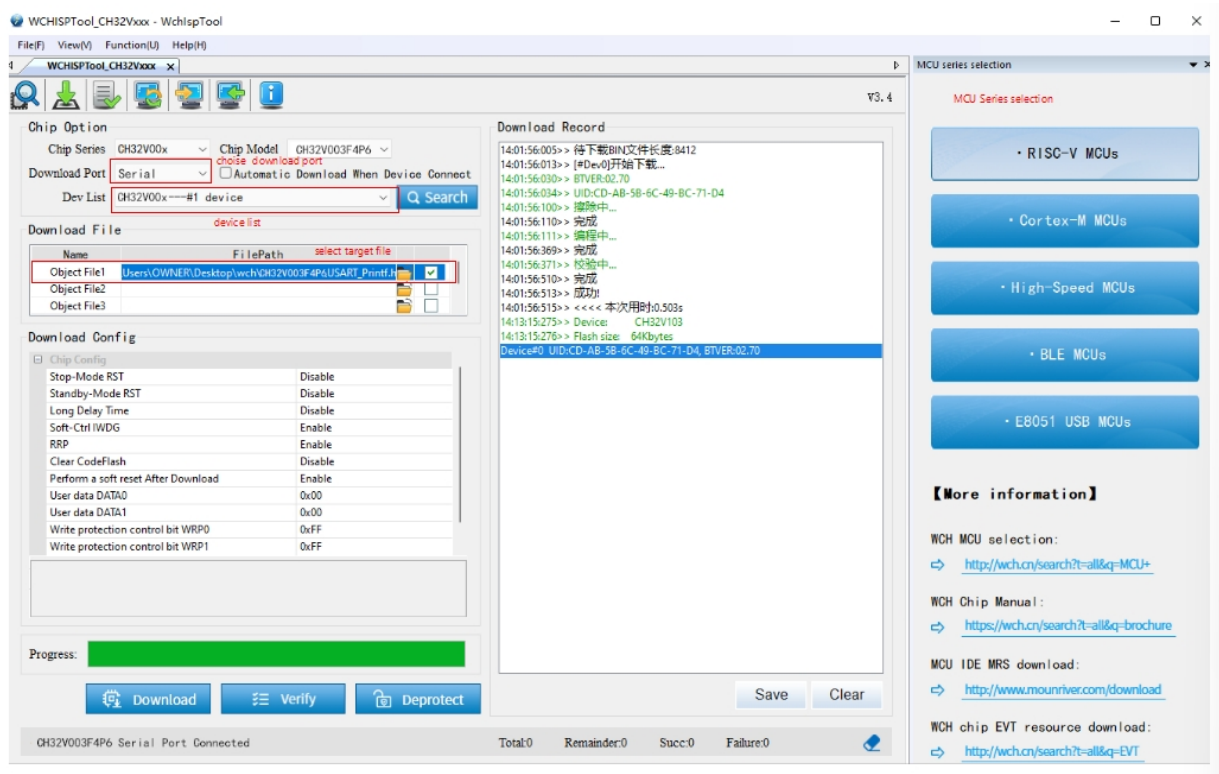 WCHISPTool_CH32Vxxx - WchIspTool
File(F) View(V) Function(U) Help(H)
WCHISPTool_CH32Vxxx x
MCU series selection
V3.4
MCU Series selection
Chip Option
Chip Series CH32V00x Chip Model CH32V003F4P6
choise download port
Download Port Serial Automatic Download When Device Connect
Dev List CH32V00x---#1 device Search
device list
Download File
Name FilePath
select target file
Object File1 Users\OWNER\Desktop\wch\CH32V003F4P6USART_Printf.h
Object File2
Object File3
Download Config
Chip Config
Stop-Mode RST Disable
Standby-Mode RST Disable
Long Delay Time Disable
Soft-Ctrl IWDG Enable
RRP Enable
Clear CodeFlash Disable
Perform a soft reset After Download Enable
User data DATA0 0x00
User data DATA1 0x00
Write protection control bit WRP0 0xFF
Write protection control bit WRP1 0xFF
Progress:
Download Verify Deprotect
Download Record
14:01:56:005>> 待下载BIN文件长度:8412
14:01:56:013>> [#Dev0]开始下载...
14:01:56:030>> BTVER:02.70
14:01:56:034>> UID:CD-AB-5B-6C-49-BC-71-D4
14:01:56:100>> 擦除中...
14:01:56:110>> 完成
14:01:56:111>> 编程中...
14:01:56:369>> 完成
14:01:56:371>> 校验中...
14:01:56:510>> 完成
14:01:56:513>> 成功!
14:01:56:515>> <<<< 本次用时:0.503s
14:13:15:275>> Device: CH32V103
14:13:15:276>> Flash size: 64Kbytes
Device#0 UID:CD-AB-5B-6C-49-BC-71-D4, BTVER:02.70
Save Clear
· RISC-V MCUs
· Cortex-M MCUs
· High-Speed MCUs
· BLE MCUs
· E8051 USB MCUs
【More information】
WCH MCU selection:
http://wch.cn/search?t=all&q=MCU+
WCH Chip Manual:
https://wch.cn/search?t=all&q=brochure
MCU IDE MRS download:
http://www.mounriver.com/download
WCH chip EVT resource download:
http://wch.cn/search?t=all&q=EVT
CH32V003F4P6 Serial Port Connected
Total:0 Remainder:0 Succ:0 Failure:0